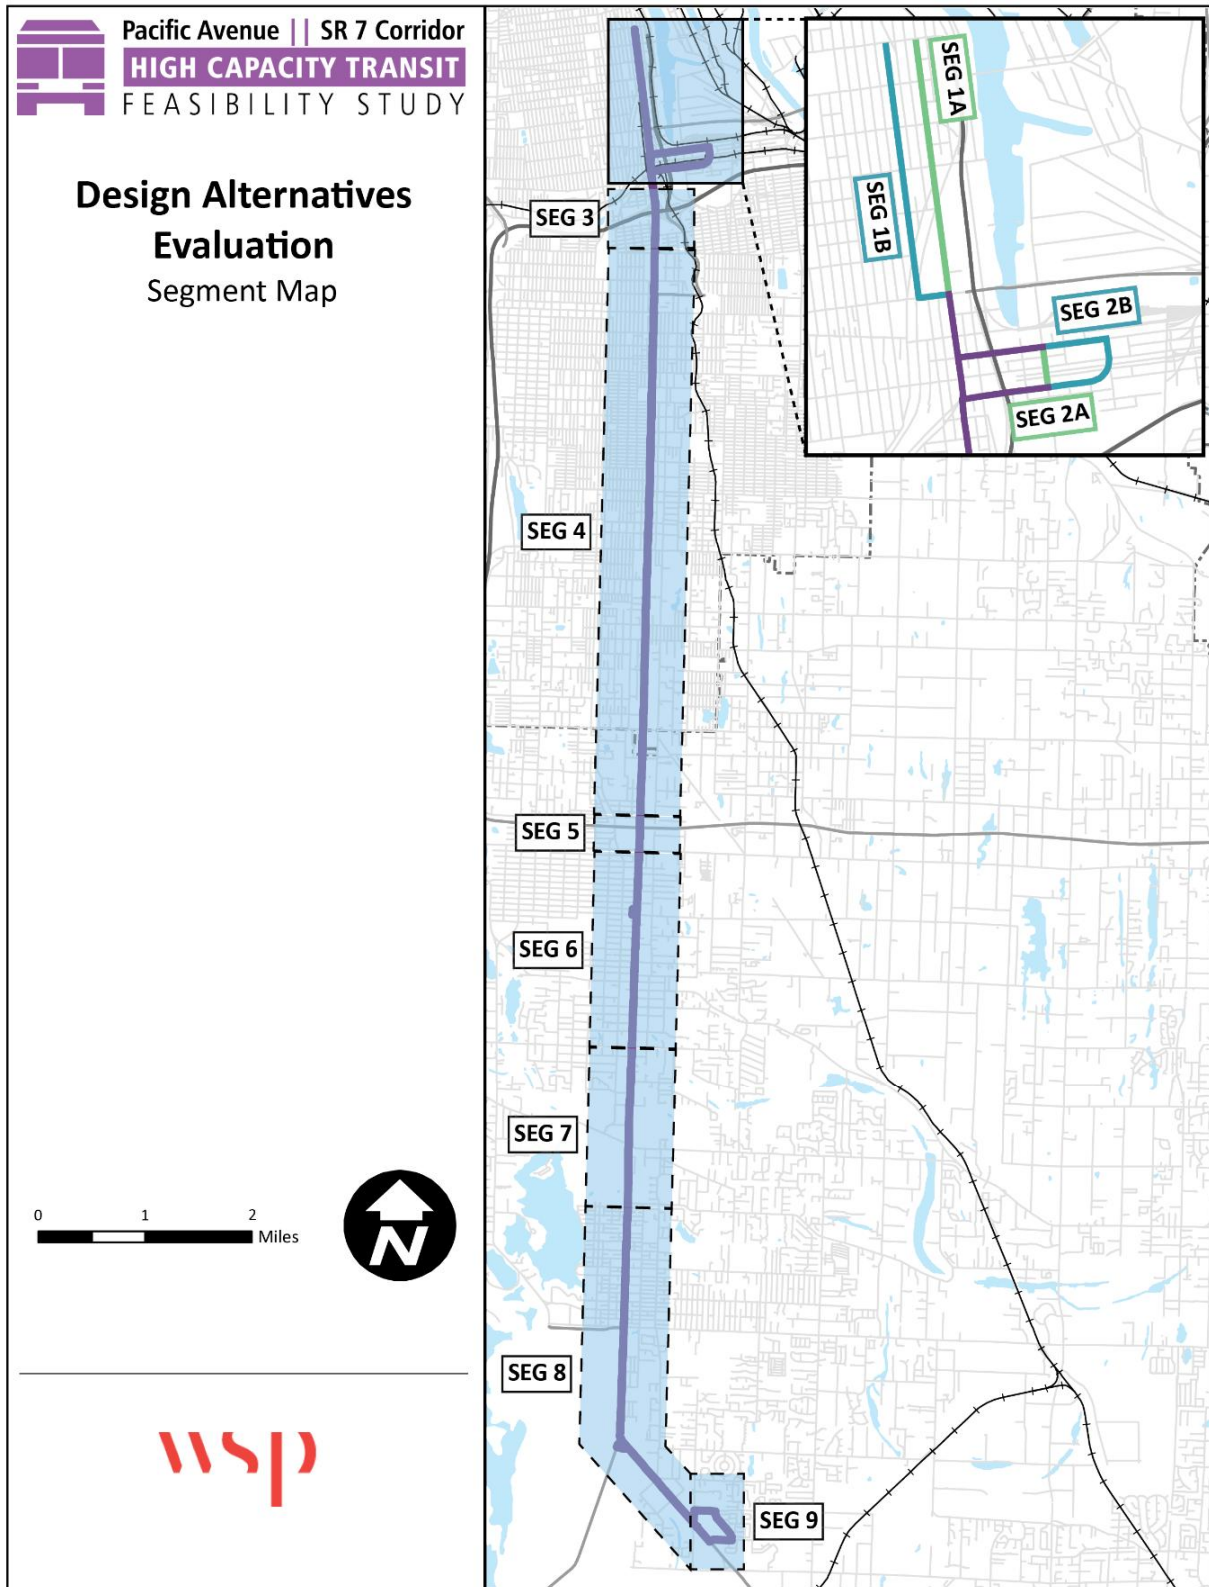 Pacific Avenue || SR 7 Corridor
HIGH CAPACITY TRANSIT
FEASIBILITY STUDY
Design Alternatives
Evaluation
Segment Map
SEG 1A
SEG 1B
SEG 2B
SEG 2A
SEG 3
SEG 4
SEG 5
SEG 6
SEG 7
SEG 8
SEG 9
0 1 2
Miles
N
wsp